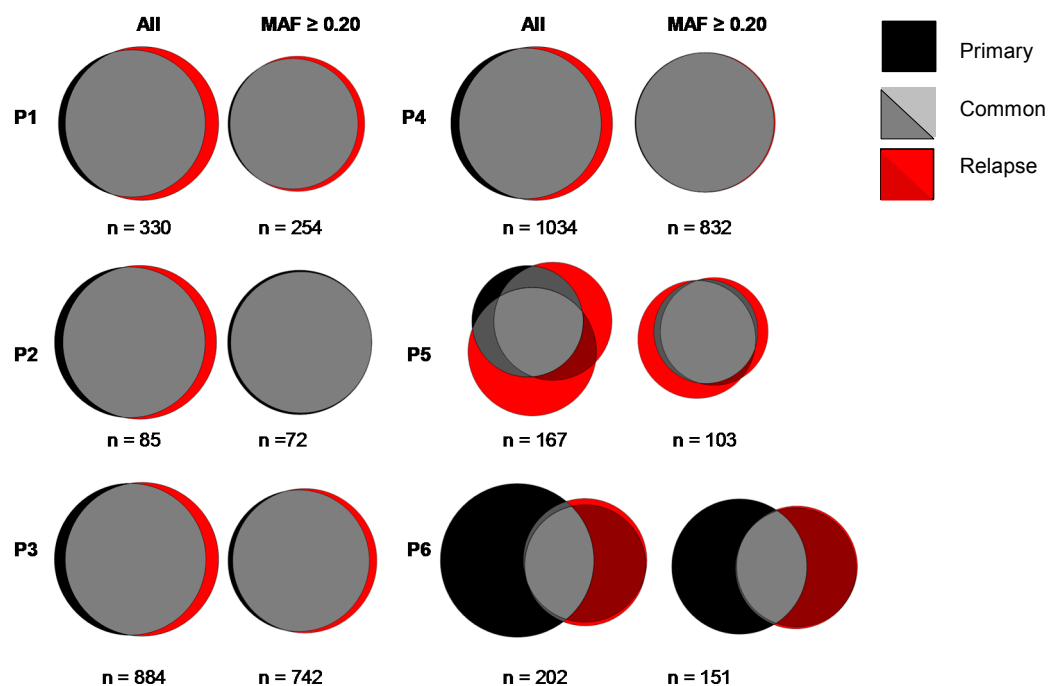 All MAF ≥ 0.20 All MAF ≥ 0.20
Primary
Common
Relapse
P1 P4
n = 330 n = 254 n = 1034 n = 832
P2 P5
n = 85 n =72 n = 167 n = 103
P3 P6
n = 884 n = 742 n = 202 n = 151